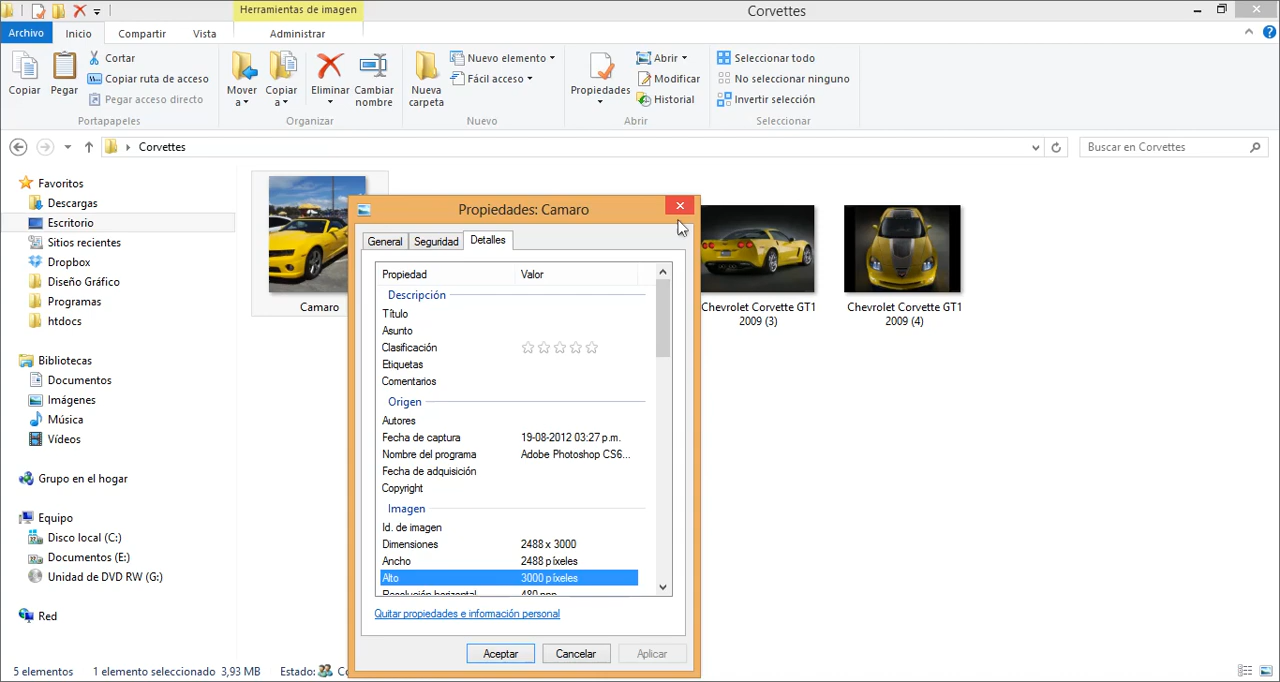 Herramientas de imagen
Corvettes
Archivo
Inicio
Compartir
Vista
Administrar
Copiar
Pegar
Cortar
Copiar ruta de acceso
Pegar acceso directo
Portapapeles
Mover a
Copiar a
Eliminar
Cambiar nombre
Organizar
Nueva carpeta
Nuevo elemento
Fácil acceso
Nuevo
Propiedades
Abrir
Modificar
Historial
Abrir
Seleccionar todo
No seleccionar ninguno
Invertir selección
Seleccionar
Corvettes
Buscar en Corvettes
Favoritos
Descargas
Escritorio
Sitios recientes
Dropbox
Diseño Gráfico
Programas
htdocs
Bibliotecas
Documentos
Imágenes
Música
Vídeos
Grupo en el hogar
Equipo
Disco local (C:)
Documentos (E:)
Unidad de DVD RW (G:)
Red
Camaro
Chevrolet Corvette GT1
2009 (3)
Chevrolet Corvette GT1
2009 (4)
Propiedades: Camaro
General
Seguridad
Detalles
Propiedad Valor
Descripción
Título
Asunto
Clasificación
Etiquetas
Comentarios
Origen
Autores
Fecha de captura 19-08-2012 03:27 p.m.
Nombre del programa Adobe Photoshop CS6...
Fecha de adquisición
Copyright
Imagen
Id. de imagen
Dimensiones 2488 x 3000
Ancho 2488 píxeles
Alto 3000 píxeles
Resolución horizontal 480 ppp
Quitar propiedades e información personal
Aceptar
Cancelar
Aplicar
5 elementos 1 elemento seleccionado 3,93 MB Estado: